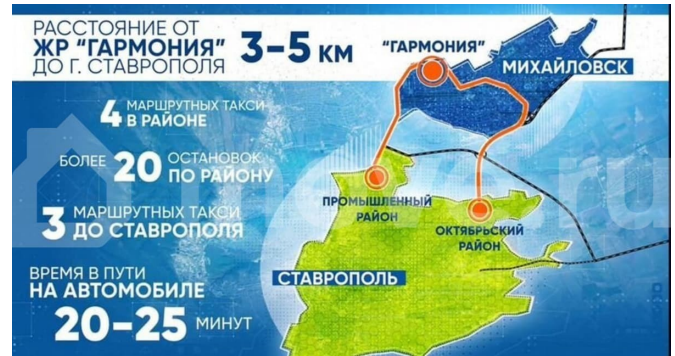 РАССТОЯНИЕ ОТ
ЖР "ГАРМОНИЯ"
ДО Г. СТАВРОПОЛЯ
3-5 КМ
"ГАРМОНИЯ"
МИХАЙЛОВСК
4 МАРШРУТНЫХ ТАКСИ
В РАЙОНЕ
БОЛЕЕ 20 ОСТАНОВОК
ПО РАЙОНУ
3 МАРШРУТНЫХ ТАКСИ
ДО СТАВРОПОЛЯ
ВРЕМЯ В ПУТИ
НА АВТОМОБИЛЕ
20-25 МИНУТ
ПРОМЫШЛЕННЫЙ
РАЙОН
ОКТЯБРЬСКИЙ
РАЙОН
СТАВРОПОЛЬ